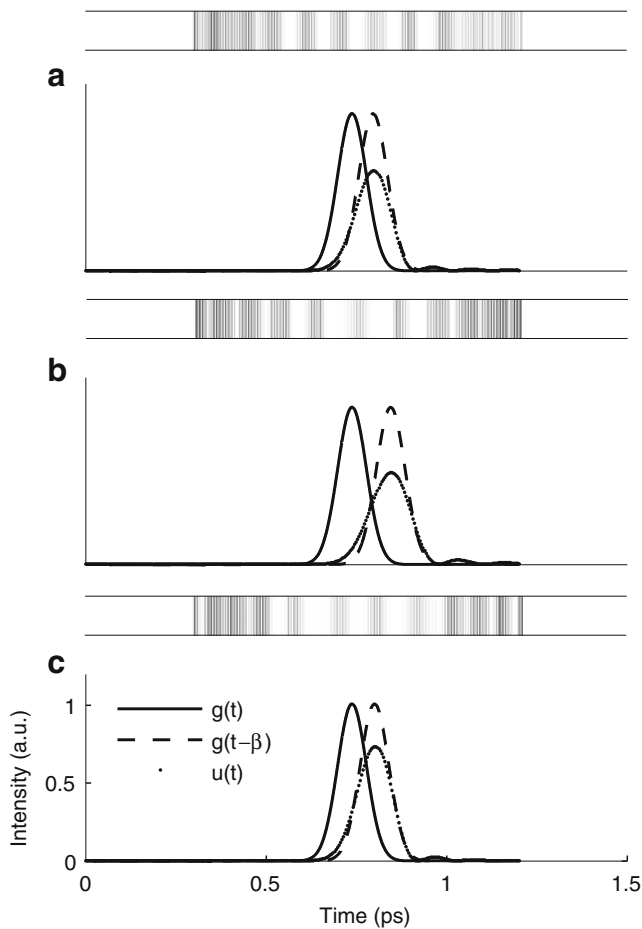 a
b
c
g(t)
g(t−β)
u(t)
Intensity (a.u.)
1
0.5
0
0
0.5
1
1.5
Time (ps)